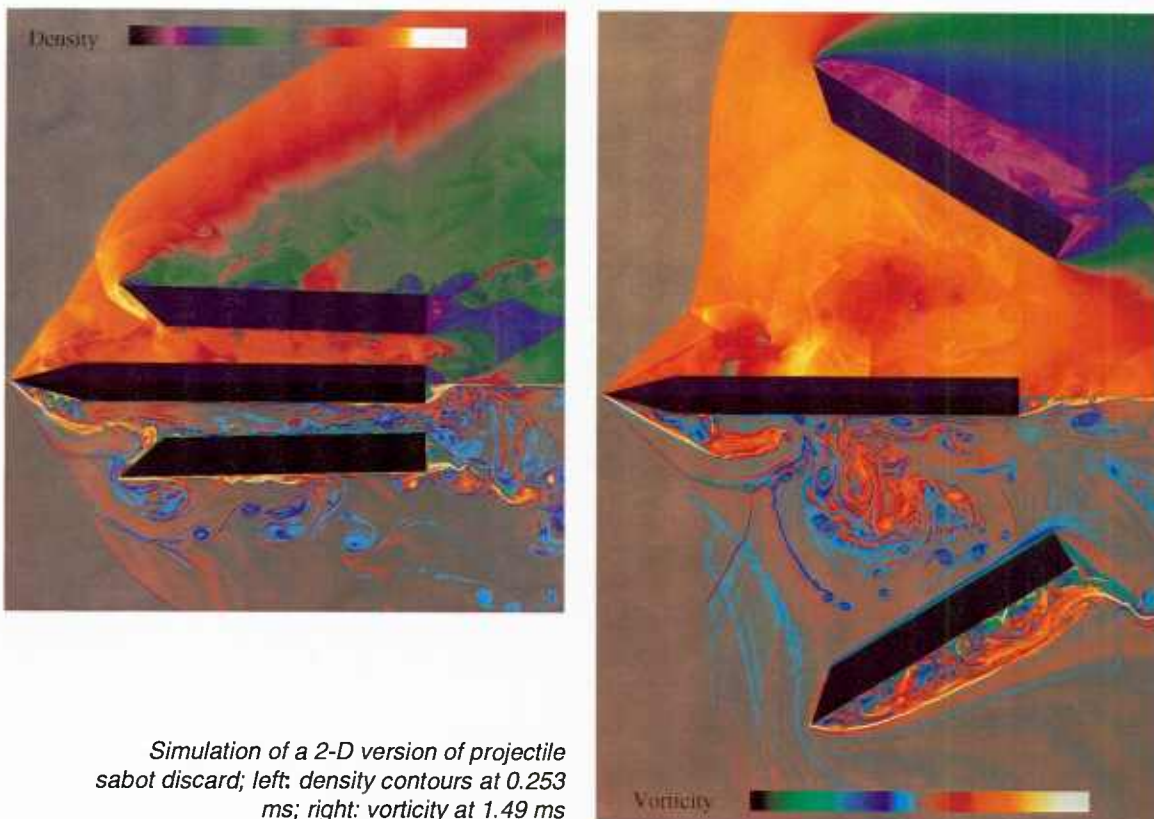 Density
Simulation of a 2-D version of projectile
sabot discard; left: density contours at 0.253
ms; right: vorticity at 1.49 ms
Vorticity